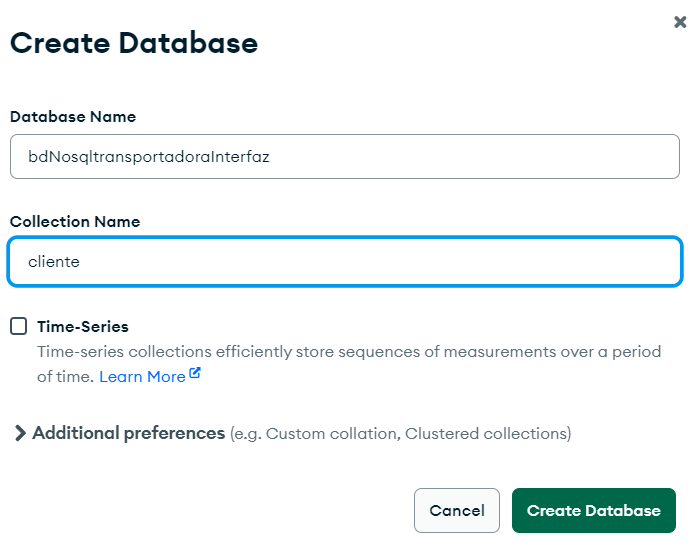 Create Database
Database Name
bdNosqltransportadoraInterfaz
Collection Name
cliente
Time-Series
Time-series collections efficiently store sequences of measurements over a period
of time. Learn More
Additional preferences (e.g. Custom collation, Clustered collections)
Cancel
Create Database